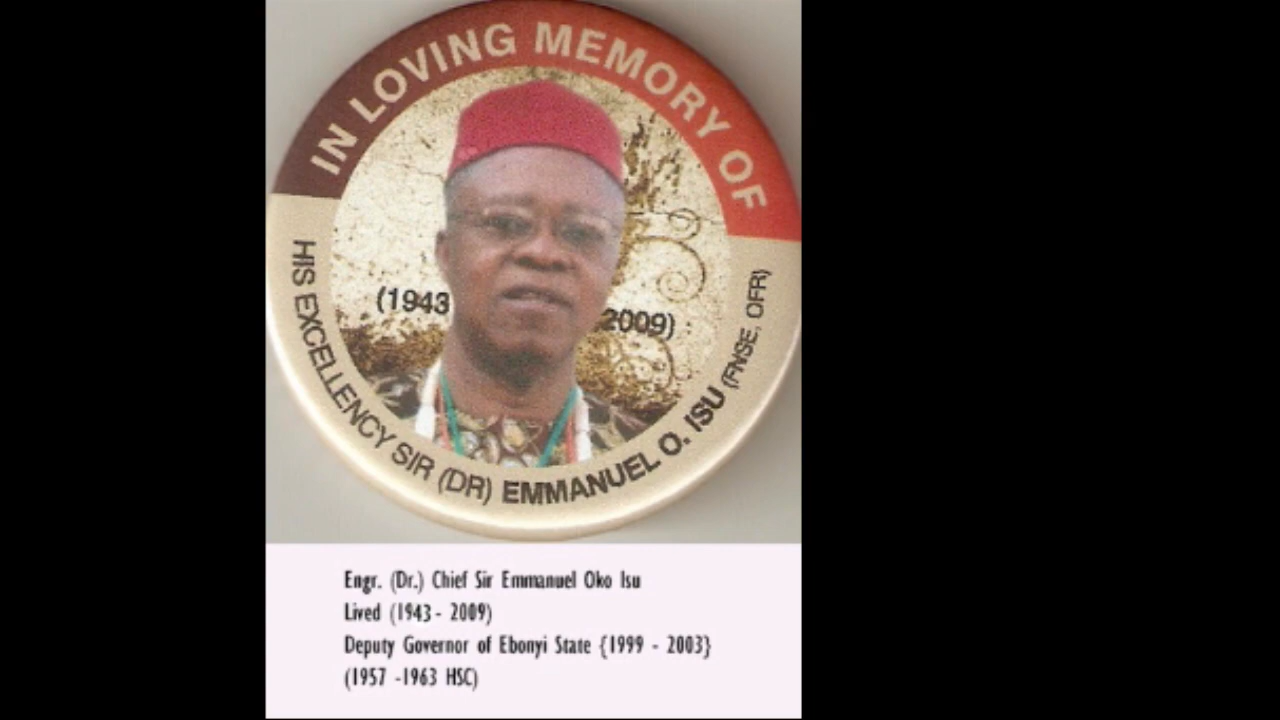 IN LOVING MEMORY OF
(1943 2009)
HIS EXCELLENCY SIR (DR) EMMANUEL O. ISU (FNSE, OFR)
Engr. (Dr.) Chief Sir Emmanuel Oko Isu
Lived (1943- 2009)
Deputy Governor of Ebonyi State {1999 - 2003}
(1957 -1963 HSC)